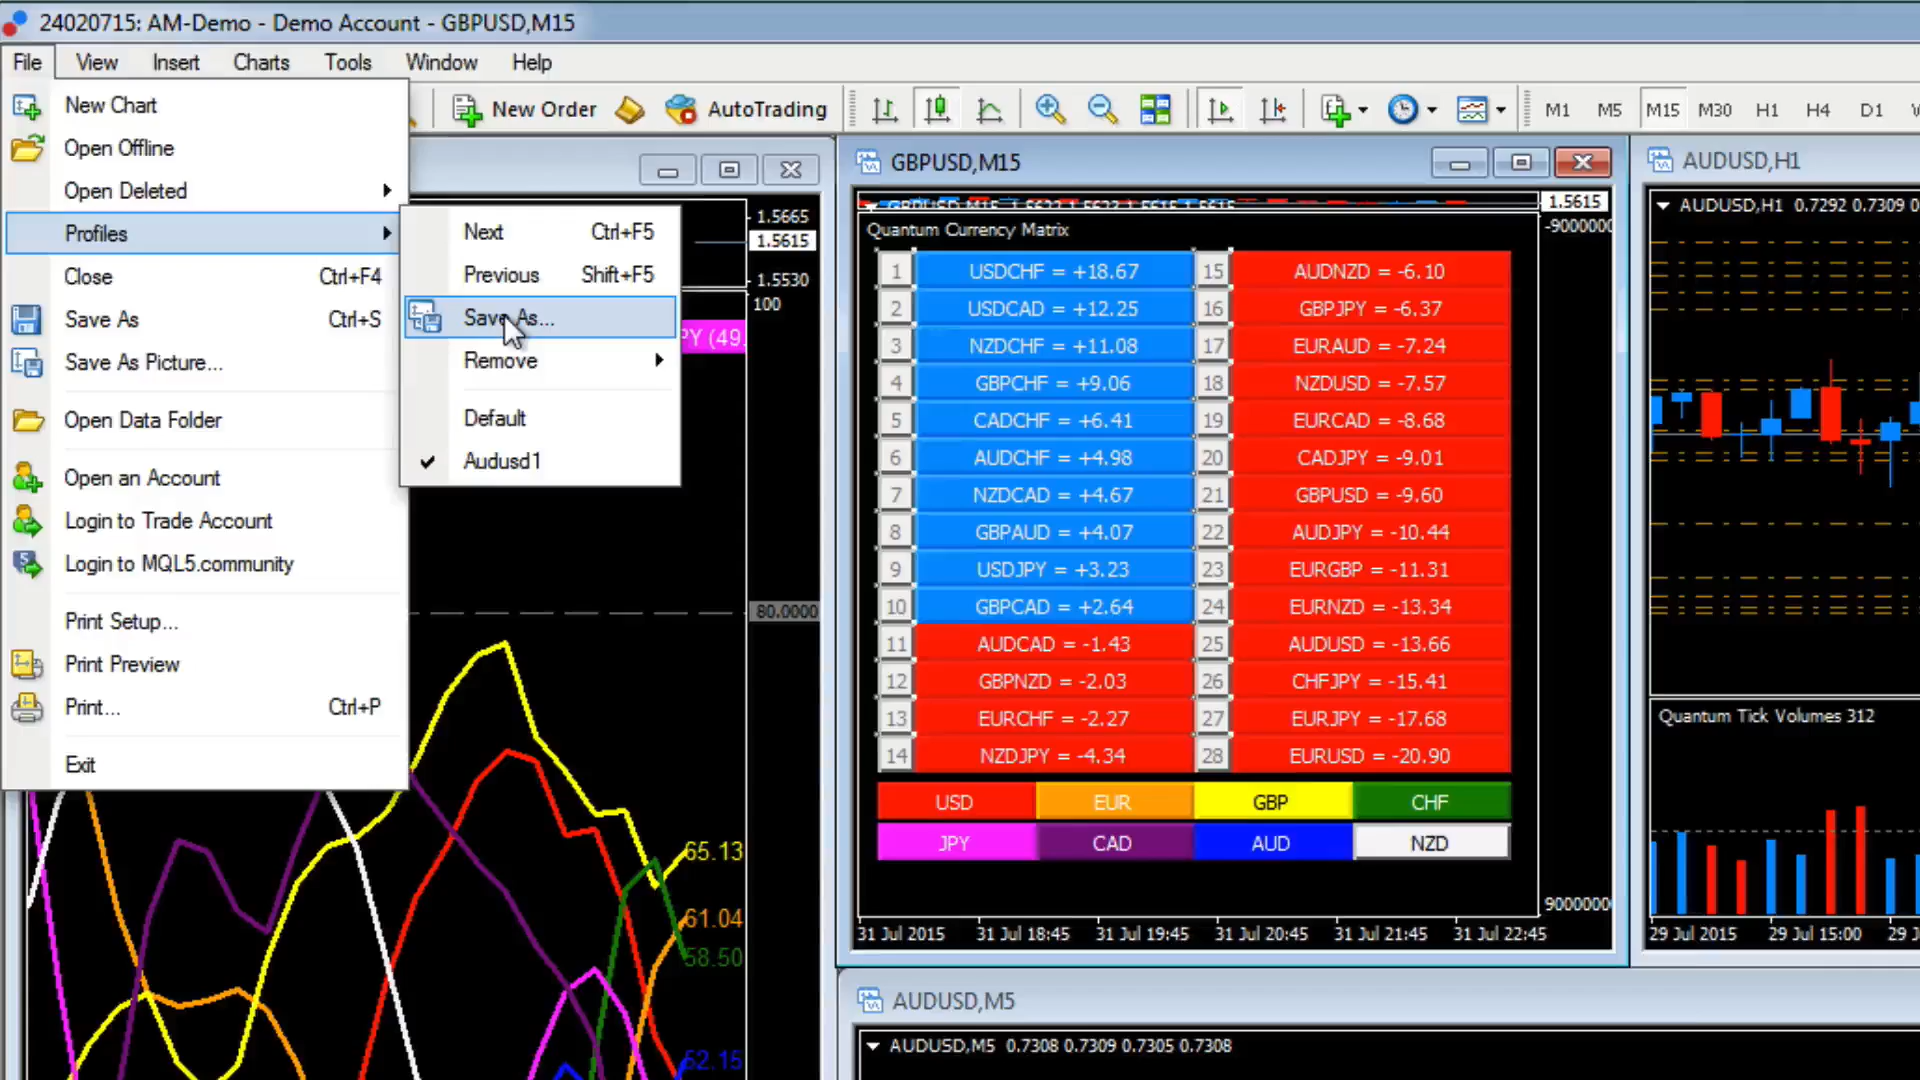 24020715: AM-Demo - Demo Account - GBPUSD,M15
File View Insert Charts Tools Window Help
New Order AutoTrading M1 M5 M15 M30 H1 H4 D1
New Chart
Open Offline
Open Deleted
Profiles
Close Ctrl+F4
Save As Ctrl+S
Save As Picture...
Open Data Folder
Open an Account
Login to Trade Account
Login to MQL5.community
Print Setup...
Print Preview
Print... Ctrl+P
Exit
Next Ctrl+F5
Previous Shift+F5
Save As...
Remove
Default
Audusd1
1.5665
1.5615
1.5530
100
PY (49.
80.0000
65.13
61.04
58.50
52.15
GBPUSD,M15
GBPUSD,M15 1.5622 1.5622 1.5615 1.5615
1.5615
Quantum Currency Matrix
-9000000
1 USDCHF = +18.67 15 AUDNZD = -6.10
2 USDCAD = +12.25 16 GBPJPY = -6.37
3 NZDCHF = +11.08 17 EURAUD = -7.24
4 GBPCHF = +9.06 18 NZDUSD = -7.57
5 CADCHF = +6.41 19 EURCAD = -8.68
6 AUDCHF = +4.98 20 CADJPY = -9.01
7 NZDCAD = +4.67 21 GBPUSD = -9.60
8 GBPAUD = +4.07 22 AUDJPY = -10.44
9 USDJPY = +3.23 23 EURGBP = -11.31
10 GBPCAD = +2.64 24 EURNZD = -13.34
11 AUDCAD = -1.43 25 AUDUSD = -13.66
12 GBPNZD = -2.03 26 CHFJPY = -15.41
13 EURCHF = -2.27 27 EURJPY = -17.68
14 NZDJPY = -4.34 28 EURUSD = -20.90
USD EUR GBP CHF
JPY CAD AUD NZD
9000000
31 Jul 2015 31 Jul 18:45 31 Jul 19:45 31 Jul 20:45 31 Jul 21:45 31 Jul 22:45
AUDUSD,H1
AUDUSD,H1 0.7292 0.7309 0
Quantum Tick Volumes 312
29 Jul 2015 29 Jul 15:00 29 J
AUDUSD,M5
AUDUSD,M5 0.7308 0.7309 0.7305 0.7308